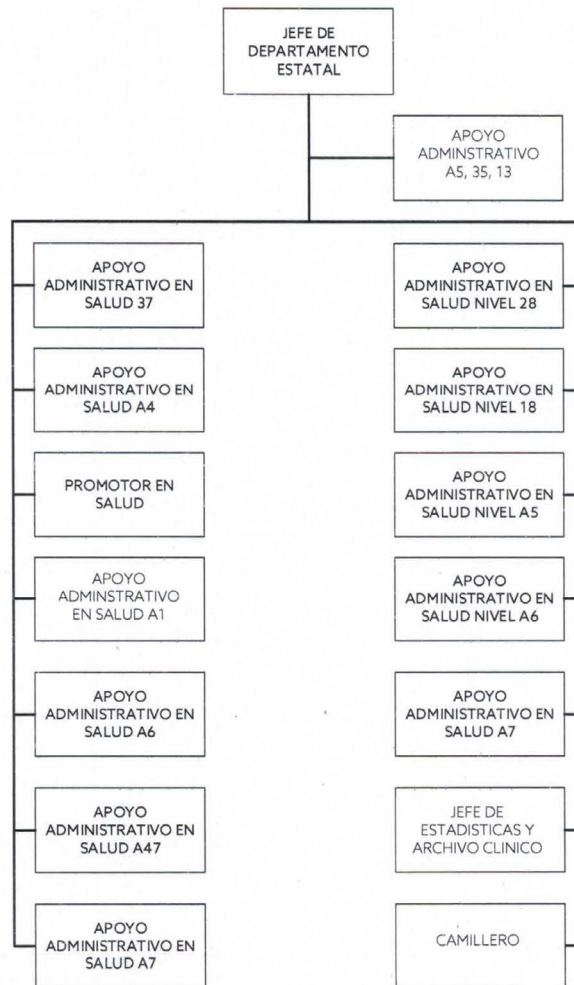 JEFE DE
DEPARTAMENTO
ESTATAL
APOYO
ADMINSTRATIVO
A5, 35, 13
APOYO
ADMINISTRATIVO EN
SALUD 37
APOYO
ADMINISTRATIVO EN
SALUD NIVEL 28
APOYO
ADMINISTRATIVO EN
SALUD A4
APOYO
ADMINISTRATIVO EN
SALUD NIVEL 18
PROMOTOR EN
SALUD
APOYO
ADMINISTRATIVO EN
SALUD NIVEL A5
APOYO
ADMINSTRATIVO
EN SALUD A1
APOYO
ADMINISTRATIVO EN
SALUD NIVEL A6
APOYO
ADMINISTRATIVO EN
SALUD A6
APOYO
ADMINISTRATIVO EN
SALUD A7
APOYO
ADMINISTRATIVO EN
SALUD A47
JEFE DE
ESTADISTICAS Y
ARCHIVO CLINICO
APOYO
ADMINISTRATIVO EN
SALUD A7
CAMILLERO